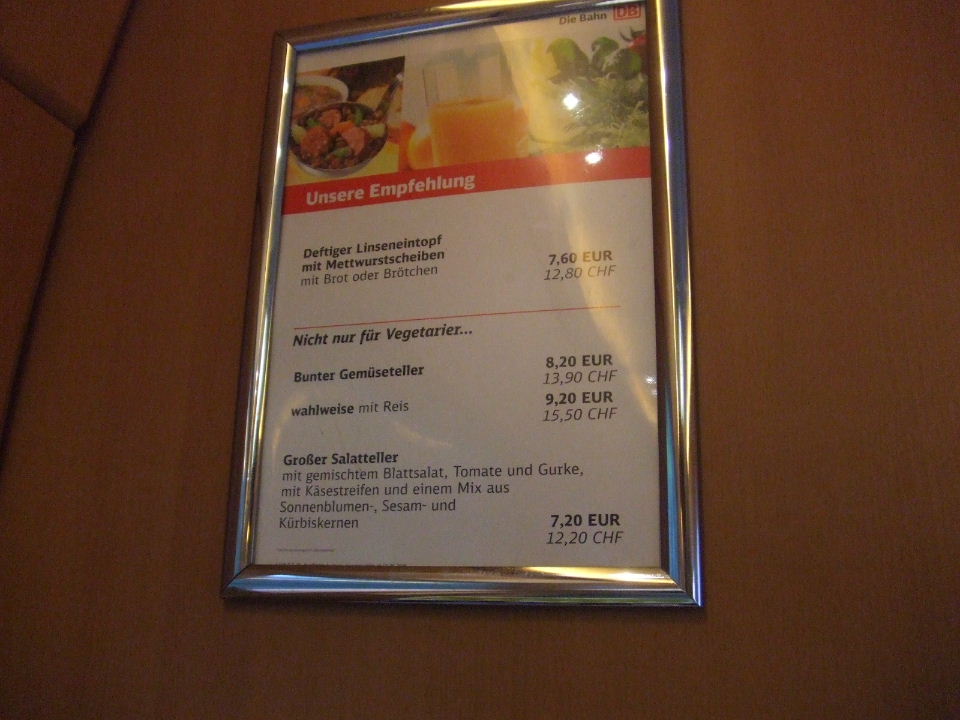 Die Bahn DB
Unsere Empfehlung
Deftiger Linseneintopf
mit Mettwurstscheiben
mit Brot oder Brötchen
7,60 EUR
12,80 CHF
Nicht nur für Vegetarier...
Bunter Gemüseteller
8,20 EUR
13,90 CHF
wahlweise mit Reis
9,20 EUR
15,50 CHF
Großer Salatteller
mit gemischtem Blattsalat, Tomate und Gurke,
mit Käsestreifen und einem Mix aus
Sonnenblumen-, Sesam- und
Kürbiskernen
7,20 EUR
12,20 CHF